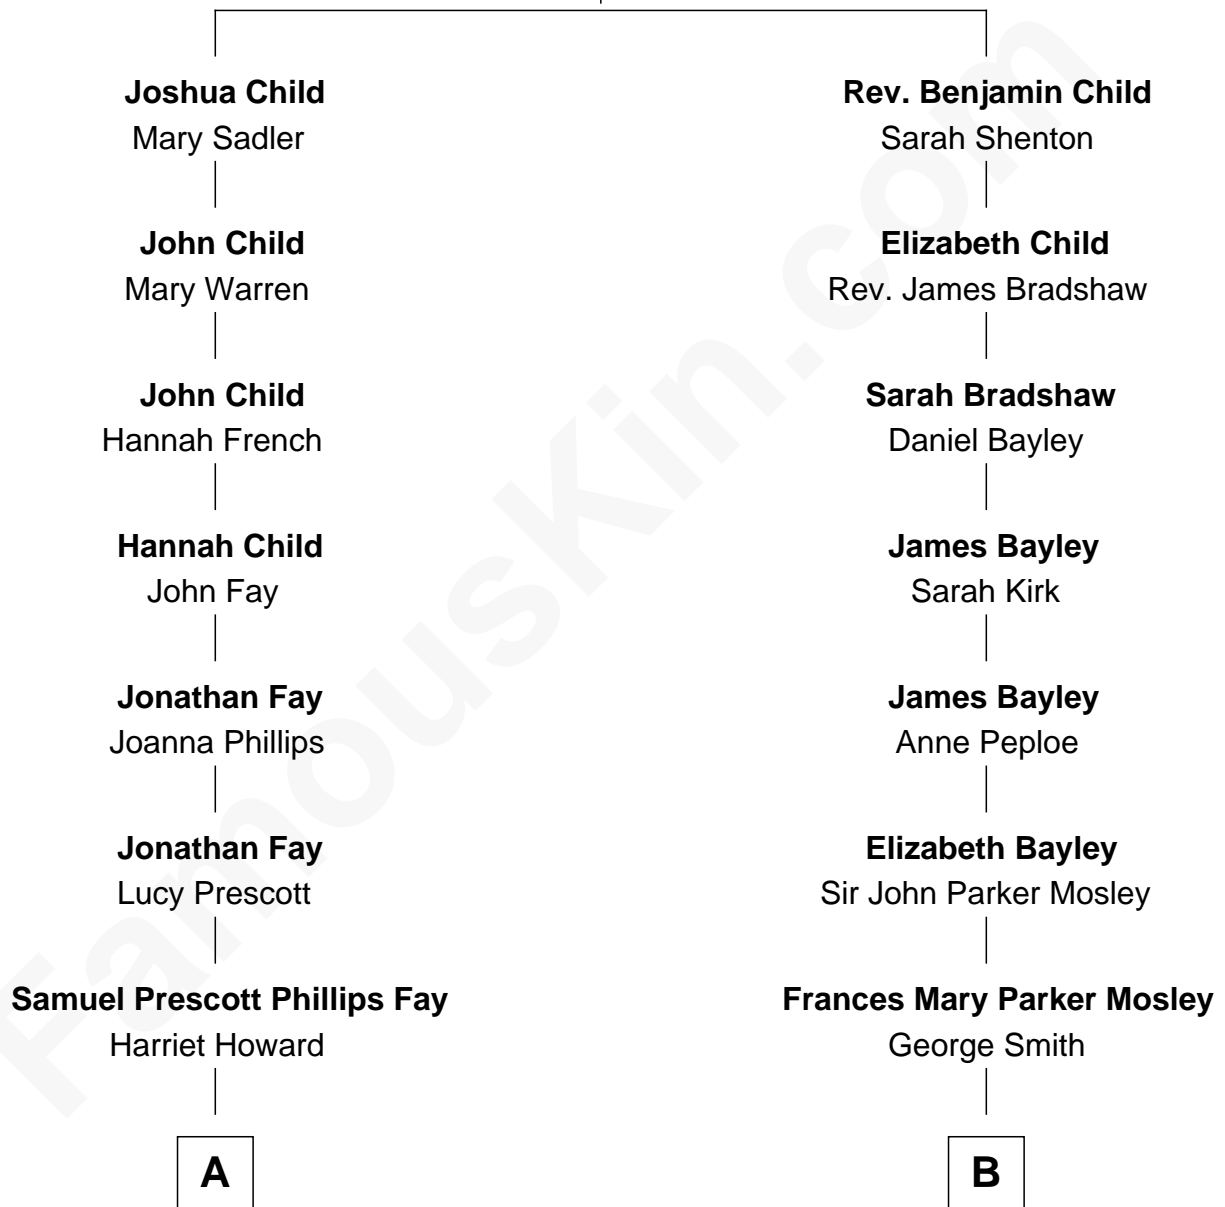 Joshua Child
Mary Sadler
John Child
Mary Warren
John Child
Hannah French
Hannah Child
John Fay
Jonathan Fay
Joanna Phillips
Jonathan Fay
Lucy Prescott
Samuel Prescott Phillips Fay
Harriet Howard
A
Rev. Benjamin Child
Sarah Shenton
Elizabeth Child
Rev. James Bradshaw
Sarah Bradshaw
Daniel Bayley
James Bayley
Sarah Kirk
James Bayley
Anne Peploe
Elizabeth Bayley
Sir John Parker Mosley
Frances Mary Parker Mosley
George Smith
B
FamousKin.com